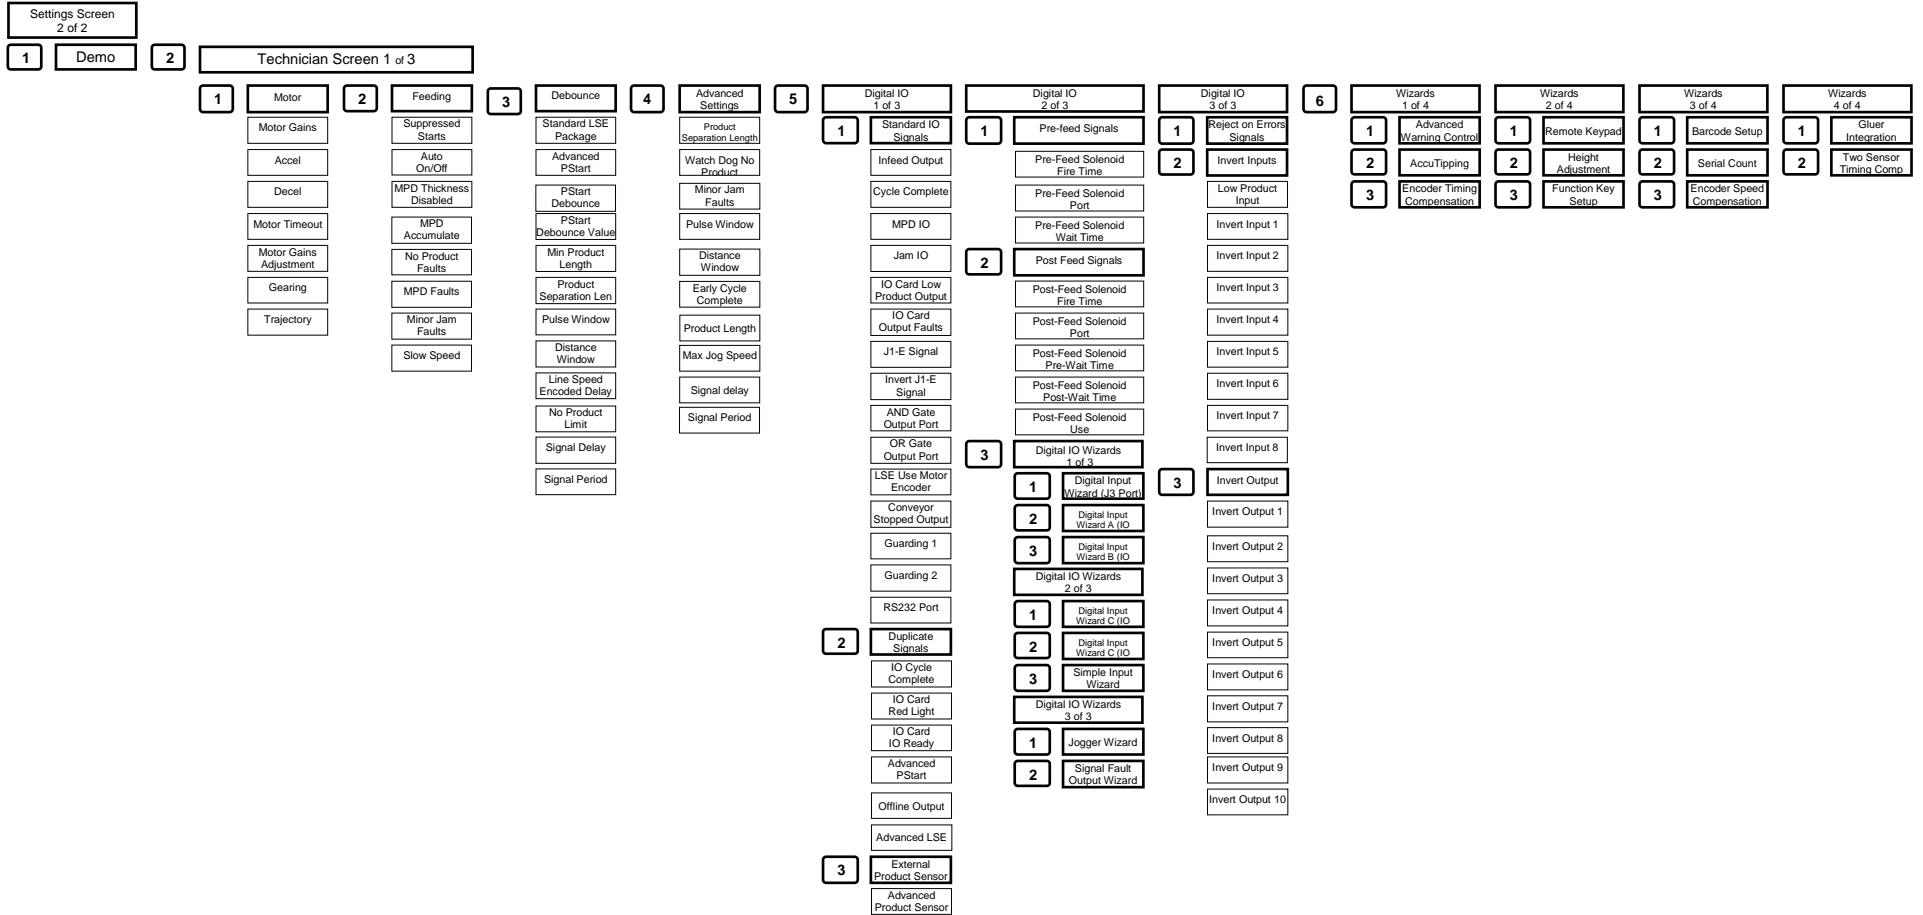 Settings Screen
2 of 2
1
Demo
2
Technician Screen 1 of 3
1
Motor
Motor Gains
Accel
Decel
Motor Timeout
Motor Gains
Adjustment
Gearing
Trajectory
2
Feeding
Suppressed
Starts
Auto
On/Off
MPD Thickness
Disabled
MPD
Accumulate
No Product
Faults
MPD Faults
Minor Jam
Faults
Slow Speed
3
Debounce
Standard LSE
Package
Advanced
PStart
PStart
Debounce
PStart
Debounce Value
Min Product
Length
Product
Separation Len
Pulse Window
Distance
Window
Line Speed
Encoded Delay
No Product
Limit
Signal Delay
Signal Period
4
Advanced
Settings
Product
Separation Length
Watch Dog No
Product
Minor Jam
Faults
Pulse Window
Distance
Window
Early Cycle
Complete
Product Length
Max Jog Speed
Signal delay
Signal Period
5
Digital IO
1 of 3
1
Standard IO
Signals
Infeed Output
Cycle Complete
MPD IO
Jam IO
IO Card Low
Product Output
IO Card
Output Faults
J1-E Signal
Invert J1-E
Signal
AND Gate
Output Port
OR Gate
Output Port
LSE Use Motor
Encoder
Conveyor
Stopped Output
Guarding 1
Guarding 2
RS232 Port
2
Duplicate
Signals
IO Cycle
Complete
IO Card
Red Light
IO Card
IO Ready
Advanced
PStart
Offline Output
Advanced LSE
3
External
Product Sensor
Advanced
Product Sensor
Digital IO
2 of 3
1
Pre-feed Signals
Pre-Feed Solenoid
Fire Time
Pre-Feed Solenoid
Port
Pre-Feed Solenoid
Wait Time
2
Post Feed Signals
Post-Feed Solenoid
Fire Time
Post-Feed Solenoid
Port
Post-Feed Solenoid
Pre-Wait Time
Post-Feed Solenoid
Post-Wait Time
Post-Feed Solenoid
Use
3
Digital IO Wizards
1 of 3
1
Digital Input
Wizard (J3 Port)
2
Digital Input
Wizard A (IO
3
Digital Input
Wizard B (IO
Digital IO Wizards
2 of 3
1
Digital Input
Wizard C (IO
2
Digital Input
Wizard C (IO
3
Simple Input
Wizard
Digital IO Wizards
3 of 3
1
Jogger Wizard
2
Signal Fault
Output Wizard
Digital IO
3 of 3
1
Reject on Errors
Signals
2
Invert Inputs
Low Product
Input
Invert Input 1
Invert Input 2
Invert Input 3
Invert Input 4
Invert Input 5
Invert Input 6
Invert Input 7
Invert Input 8
3
Invert Output
Invert Output 1
Invert Output 2
Invert Output 3
Invert Output 4
Invert Output 5
Invert Output 6
Invert Output 7
Invert Output 8
Invert Output 9
Invert Output 10
6
Wizards
1 of 4
1
Advanced
Warning Control
2
AccuTipping
3
Encoder Timing
Compensation
Wizards
2 of 4
1
Remote Keypad
2
Height
Adjustment
3
Function Key
Setup
Wizards
3 of 4
1
Barcode Setup
2
Serial Count
3
Encoder Speed
Compensation
Wizards
4 of 4
1
Gluer
Integration
2
Two Sensor
Timing Comp